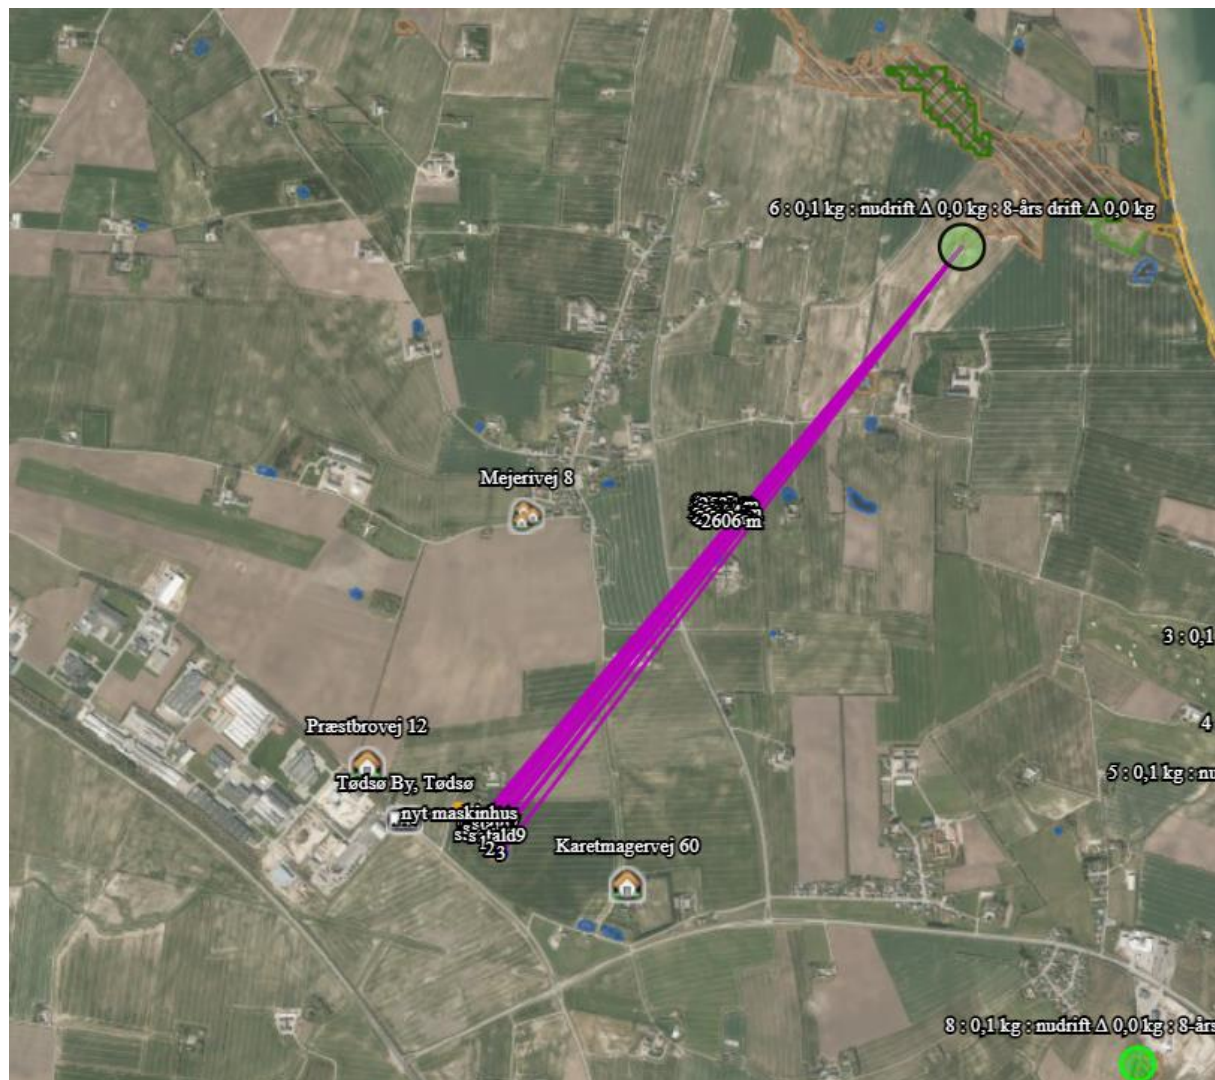 6 : 0,1 kg : nudrift Δ 0,0 kg : 8-års drift Δ 0,0 kg
Mejerivej 8
2606 m
3 : 0,1
Præstbrovej 12
4
Tødsø By, Tødsø
5 : 0,1 kg : nu
nyt maskinhus
stald9
Karetmagervej 60
123
8 : 0,1 kg : nudrift Δ 0,0 kg : 8-års